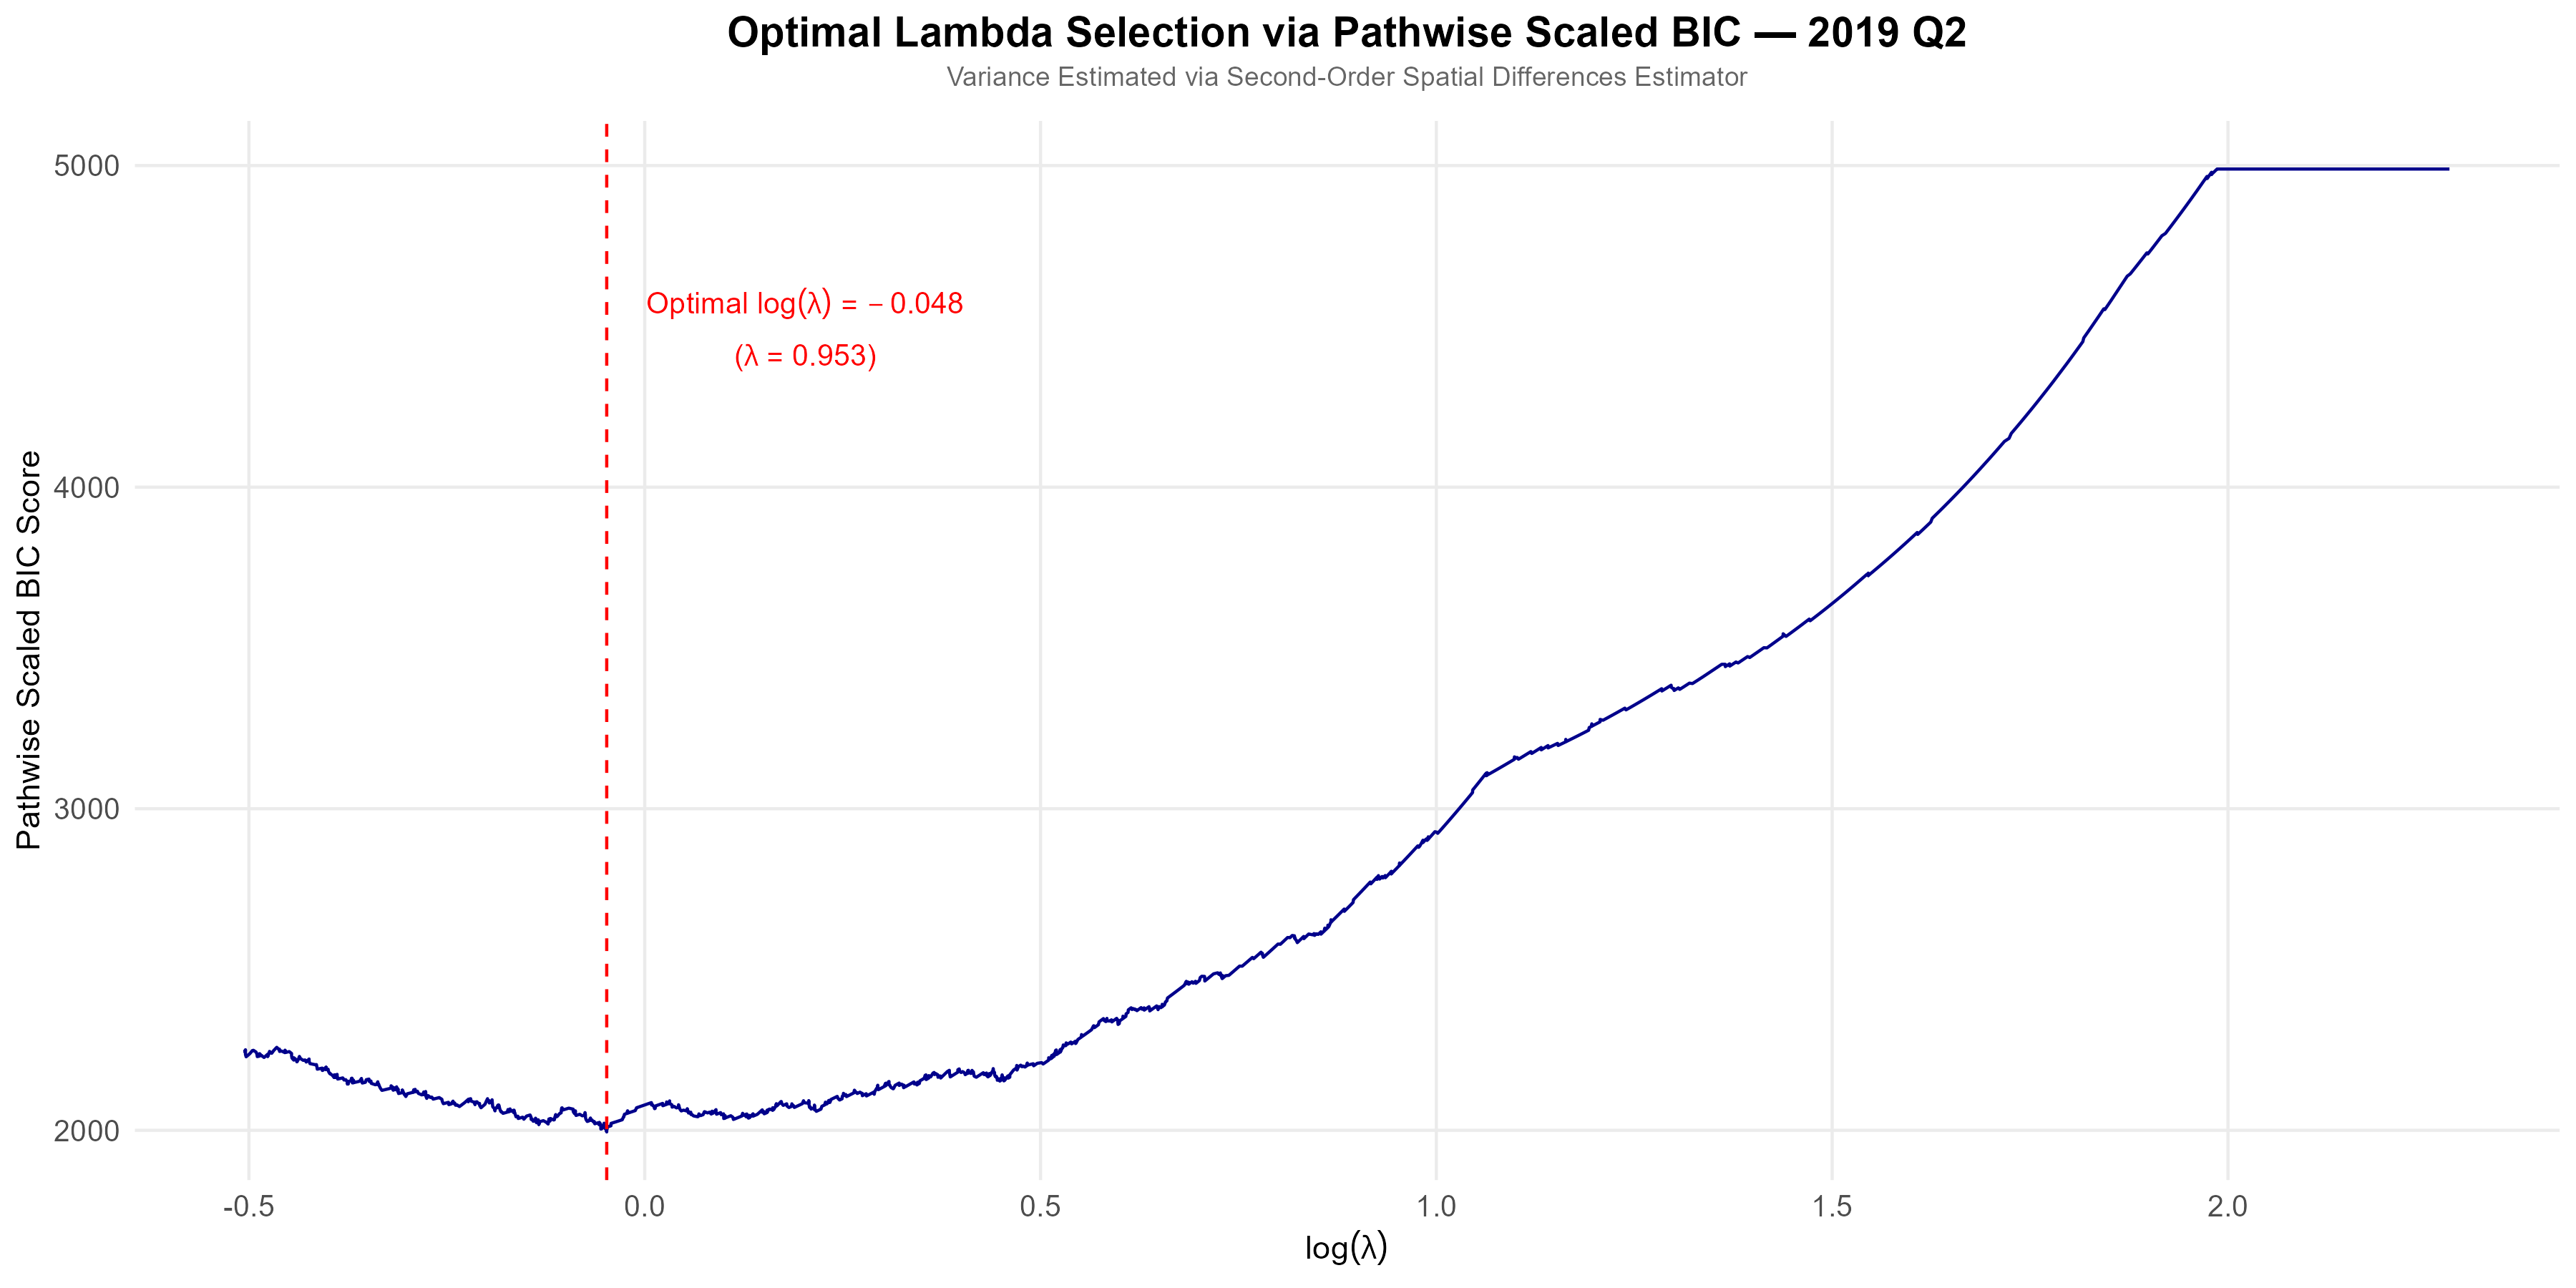 Optimal Lambda Selection via Pathwise Scaled BIC — 2019 Q2
Variance Estimated via Second-Order Spatial Differences Estimator
Pathwise Scaled BIC Score
5000
4000
3000
2000
Optimal log(λ) = − 0.048
(λ = 0.953)
-0.5 0.0 0.5 1.0 1.5 2.0
log(λ)